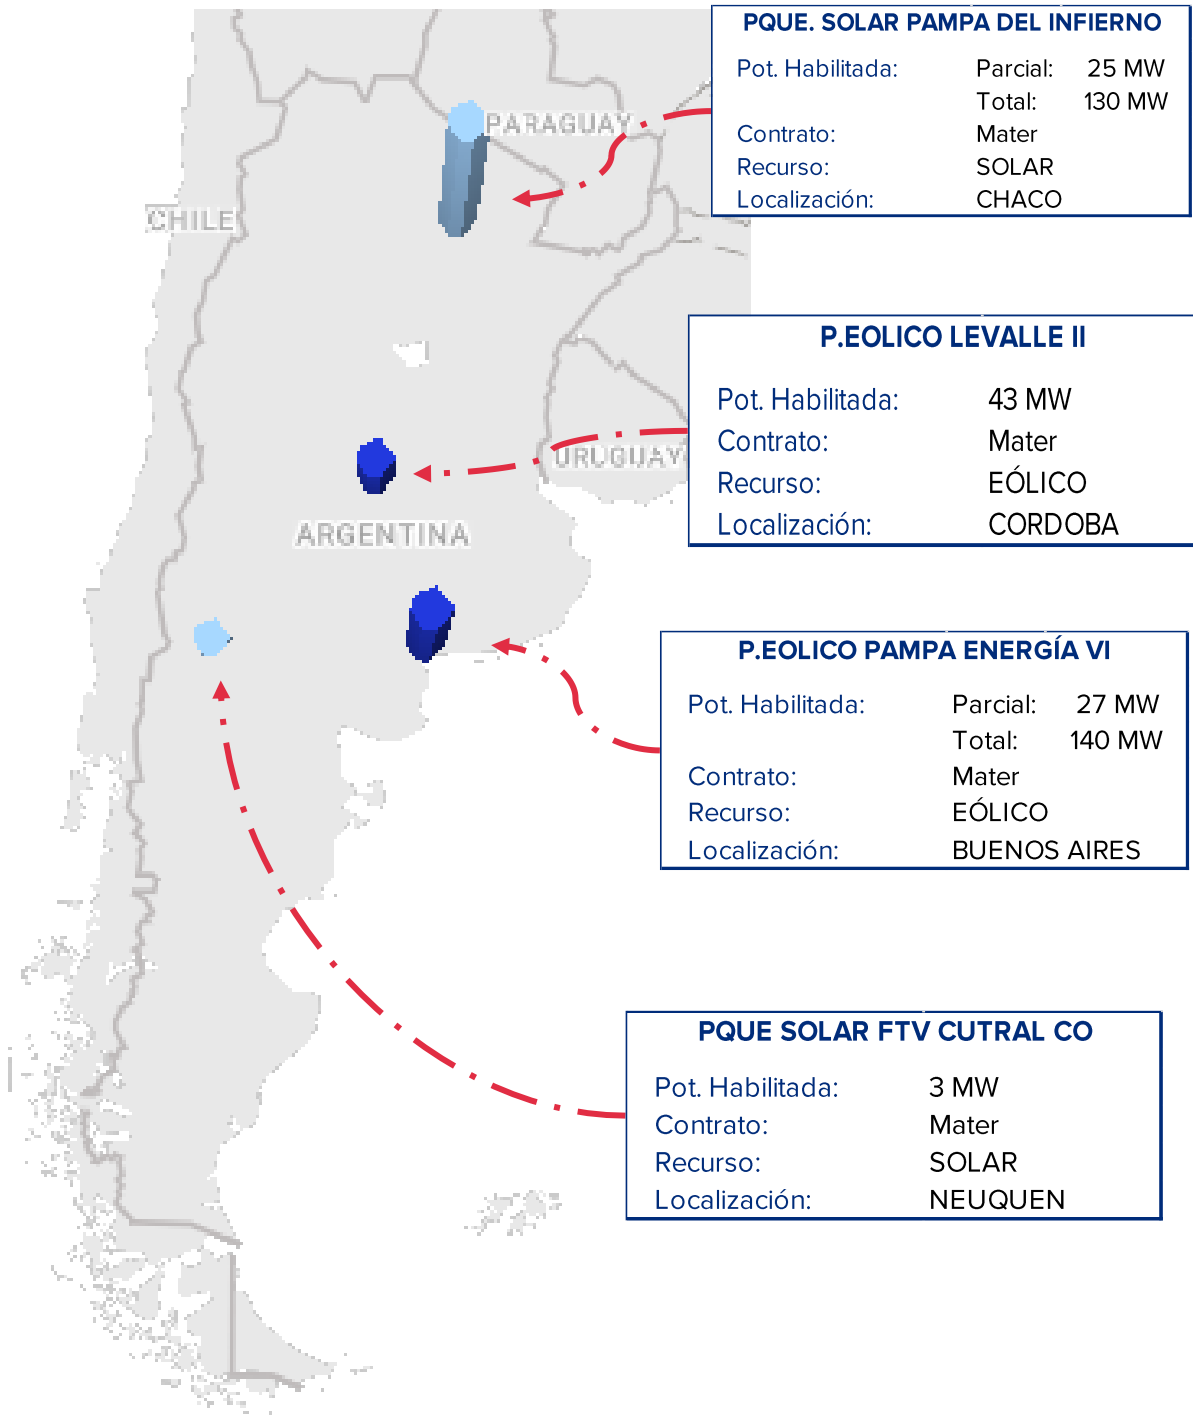 PQUE. SOLAR PAMPA DEL INFIERNO
Pot. Habilitada: Parcial: 25 MW
Total: 130 MW
Contrato: Mater
Recurso: SOLAR
Localización: CHACO
PARAGUAY
CHILE
P.EOLICO LEVALLE II
Pot. Habilitada: 43 MW
Contrato: Mater
Recurso: EÓLICO
Localización: CORDOBA
URUGUAY
ARGENTINA
P.EOLICO PAMPA ENERGÍA VI
Pot. Habilitada: Parcial: 27 MW
Total: 140 MW
Contrato: Mater
Recurso: EÓLICO
Localización: BUENOS AIRES
PQUE SOLAR FTV CUTRAL CO
Pot. Habilitada: 3 MW
Contrato: Mater
Recurso: SOLAR
Localización: NEUQUEN